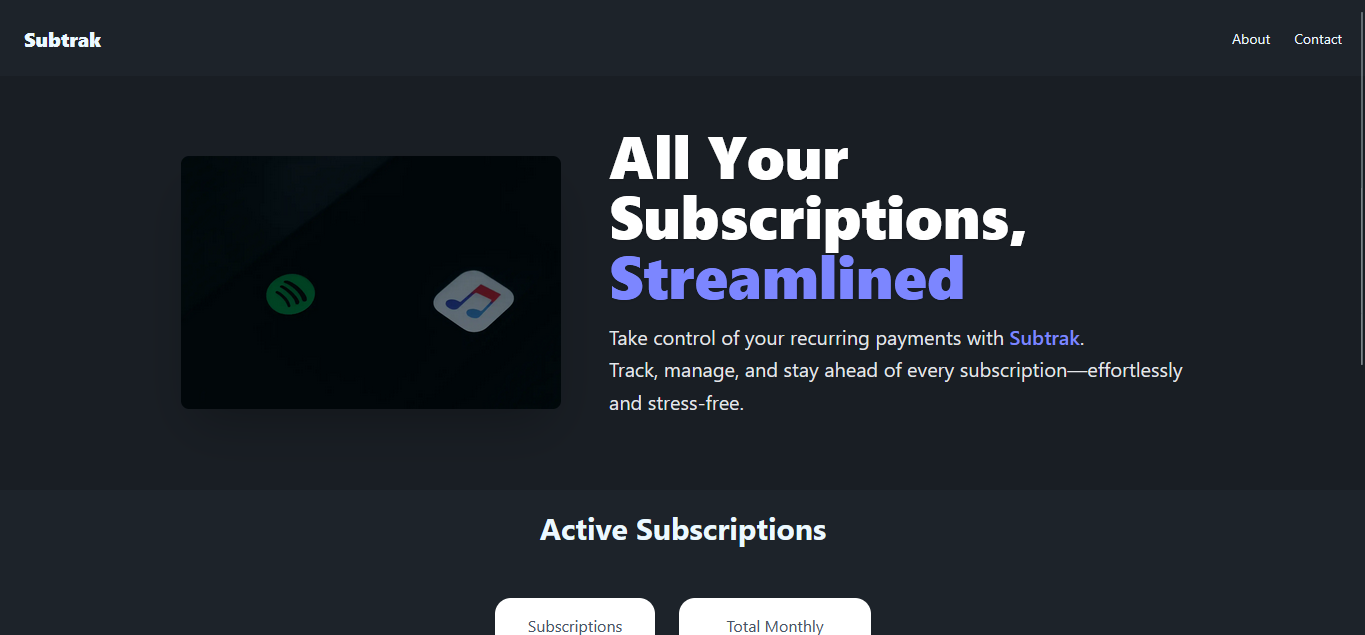 Subtrak
About
Contact
All Your
Subscriptions,
Streamlined
Take control of your recurring payments with Subtrak.
Track, manage, and stay ahead of every subscription—effortlessly
and stress-free.
Active Subscriptions
Subscriptions
Total Monthly